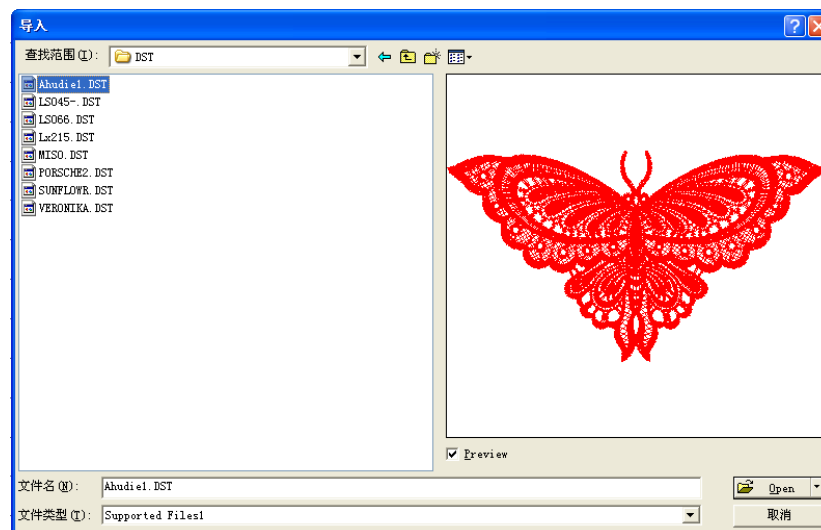 导入
查找范围(I): DST
Ahudie1.DST
LS045-.DST
LS066.DST
Lx215.DST
MISO.DST
PORSCHE2.DST
SUNFLOWR.DST
VERONIKA.DST
Preview
文件名(N): Ahudie1.DST
Open
文件类型(T): Supported Files1
取消